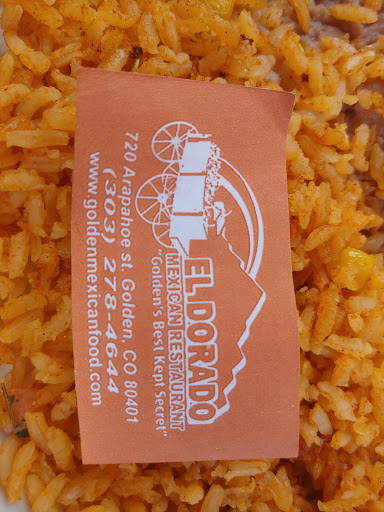 EL DORADO
MEXICAN RESTAURANT
"Golden's Best Kept Secret"
720 Arapahoe st. Golden, CO 80401
(303) 278-4644
www.goldenmexicanfood.com